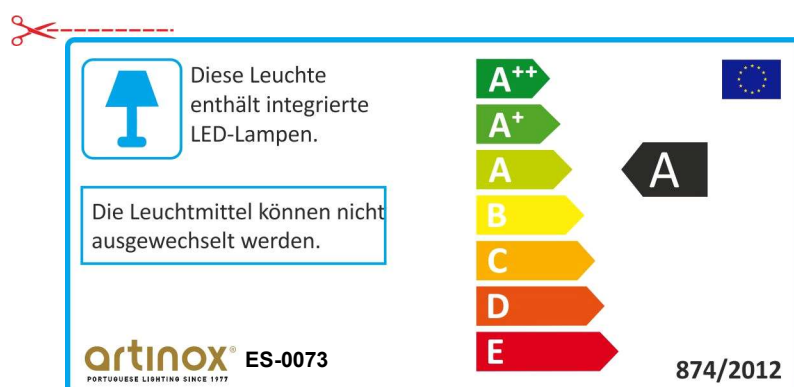 Diese Leuchte
enthält integrierte
LED-Lampen.
Die Leuchtmittel können nicht
ausgewechselt werden.
artinox® ES-0073
PORTUGUESE LIGHTING SINCE 1977
A++
A+
A
B
C
D
E
A
874/2012